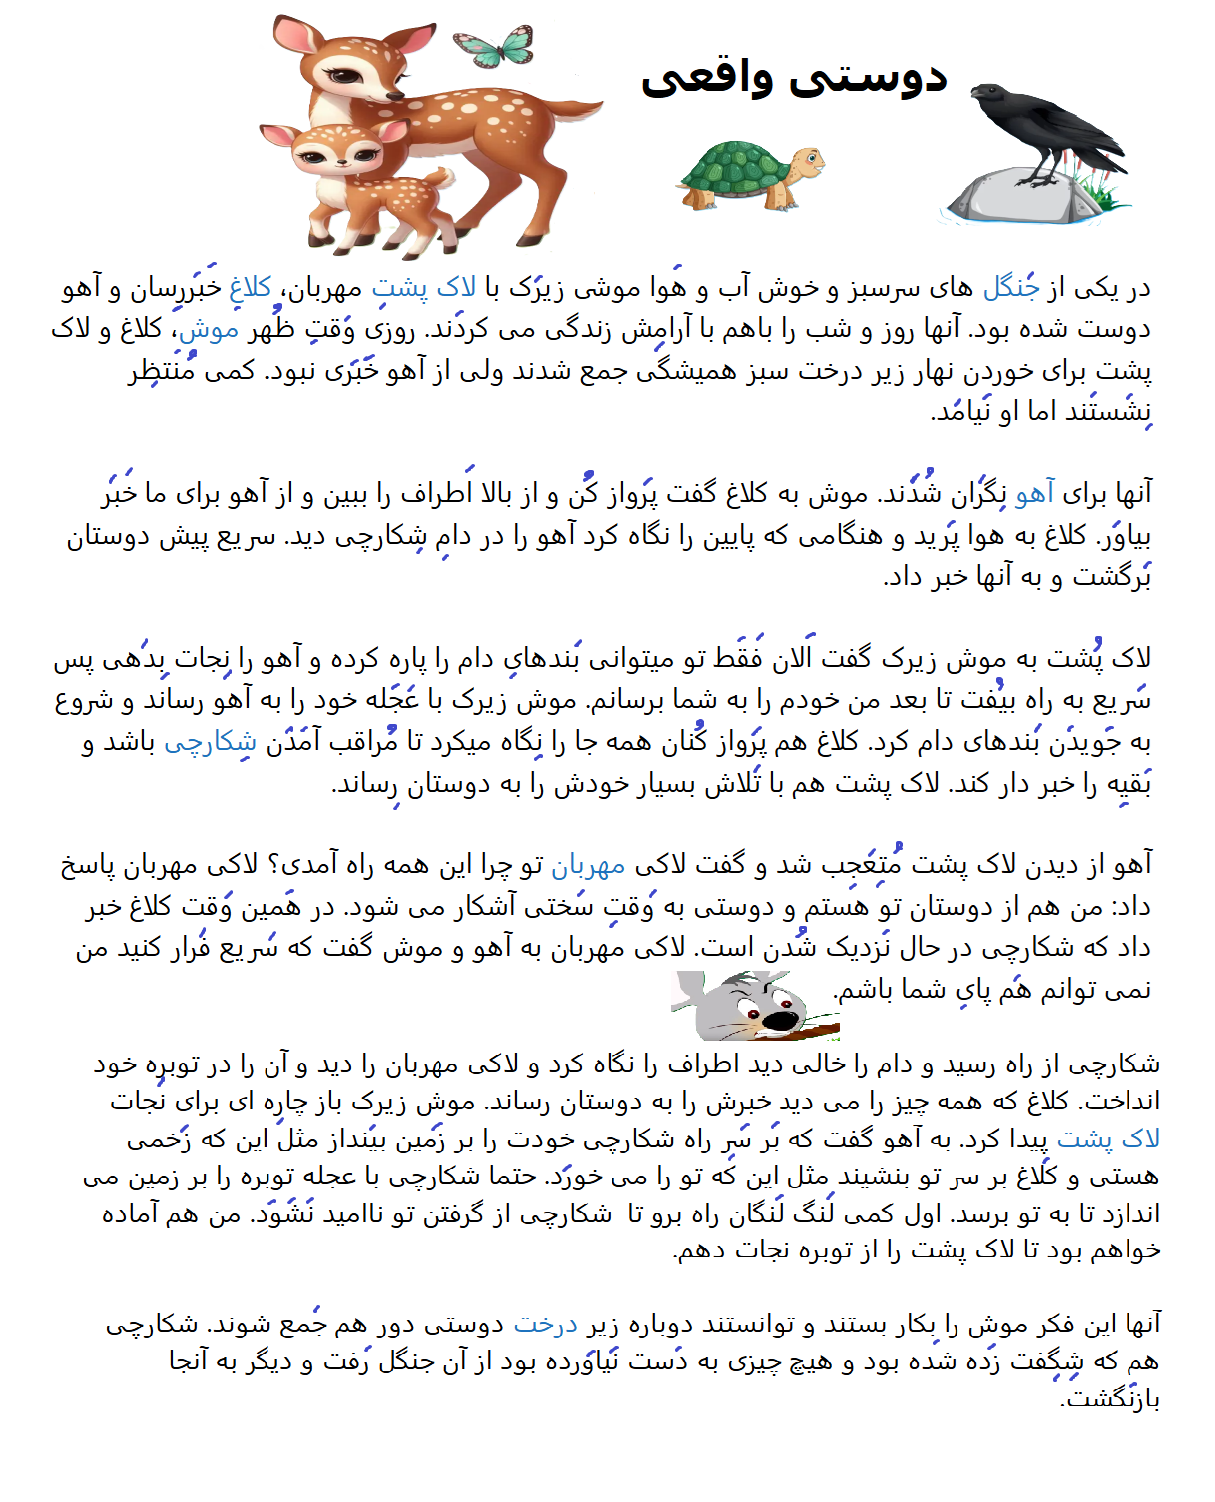 دوستی واقعی
در یکی از جَنگل های سرسبز و خوش آب و هَوا موشی زیرَک با لاک پشت مهربان، کلاغِ خَبَررسان و آهو
دوست شده بود. آنها روز و شب را باهم با آرامش زندگی می کردَند. روزی وَقتِ ظُهر موش، کلاغ و لاک
پشت برای خوردن نهار زیر درخت سبز همیشگی جمع شدند ولی از آهو خَبَری نبود. کمی مُنتَظِر
نِشَستَند اما او نَیامَد.
آنها برای آهو نِگَران شُدَند. موش به کلاغ گفت پَرواز کُن و از بالا اَطراف را ببین و از آهو برای ما خَبَر
بیاوَر. کلاغ به هوا پَرید و هنگامی که پایین را نگاه کرد آهو را در دامِ شِکارچی دید. سریع پیش دوستان
بَرگشت و به آنها خبر داد.
لاک پُشت به موش زیرک گفت اَلان فَقَط تو میتوانی بَندهایِ دام را پاره کرده و آهو را نِجات بِدَهی پس
سَریع به راه بیُفت تا بعد من خودم را به شما برسانم. موش زیرک با عَجَله خود را به آهو رساند و شروع
به جَویدَن بَندهای دام کرد. کلاغ هم پَرواز کُنان همه جا را نِگاه میکرد تا مُراقب آمَدَن شِکارچی باشد و
بَقیِه را خبر دار کند. لاک پشت هم با تَلاش بسیار خودش را به دوستان رِساند.
آهو از دیدن لاک پشت مُتِعَجِب شد و گفت لاکی مهربان تو چرا این همه راه آمدی؟ لاکی مهربان پاسخ
داد: من هم از دوستان تو هَستم و دوستی به وَقتِ سَختی آشکار می شود. در هَمین وَقت کلاغ خبر
داد که شکارچی در حال نَزدیک شُدن است. لاکی مهربان به آهو و موش گفت که سَریع فَرار کنید من
نمی توانم هَم پایِ شما باشم.
شکارچی از راه رسید و دام را خالی دید اطراف را نگاه کرد و لاکی مهربان را دید و آن را در توبره خود
انداخت. کلاغ که همه چیز را می دید خبرش را به دوستان رساند. موش زیرک باز چاره ای برای نَجات
لاک پشت پیدا کرد. به آهو گفت که بَر سَر راه شکارچی خودت را بر زَمین بیَنداز مثل این که زَخمی
هستی و کَلاغ بر سر تو بنشیند مثل این که تو را می خورَد. حتما شکارچی با عجله توبره را بر زمین می
اندازد تا به تو برسد. اول کمی لَنگ لَنگان راه برو تا شکارچی از گرفتن تو ناامید نَشَوَد. من هم آماده
خواهم بود تا لاک پشت را از توبره نجات دهم.
آنها این فکر موش را بِکار بستند و توانستند دوباره زیر درخت دوستی دور هم جَمع شوند. شکارچی
هم که شِگِفت زَده شُده بود و هیچ چیزی به دَست نَیاوَرده بود از آن جنگل رَفت و دیگر به آنجا
بازنَگَشت.